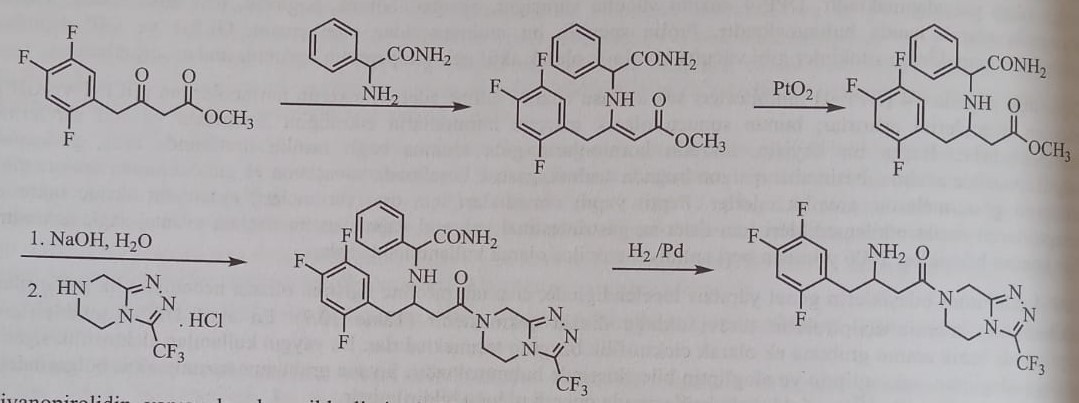 F
F
F
O
O
OCH₃
CONH₂
NH₂
F
F
F
CONH₂
NH
O
OCH₃
PtO₂
F
F
F
CONH₂
NH
O
OCH₃
1. NaOH, H₂O
2.
HN
N
N
N
CF₃
. HCl
F
F
F
CONH₂
NH
O
N
N
N
N
CF₃
H₂ /Pd
F
F
F
NH₂
O
N
N
N
N
CF₃